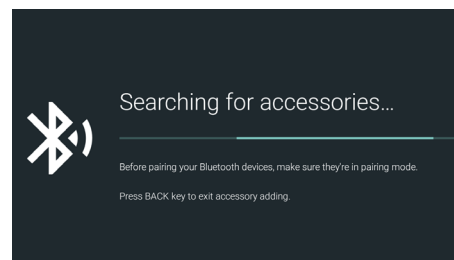 Searching for accessories...
Before pairing your Bluetooth devices, make sure they're in pairing mode.
Press BACK key to exit accessory adding.